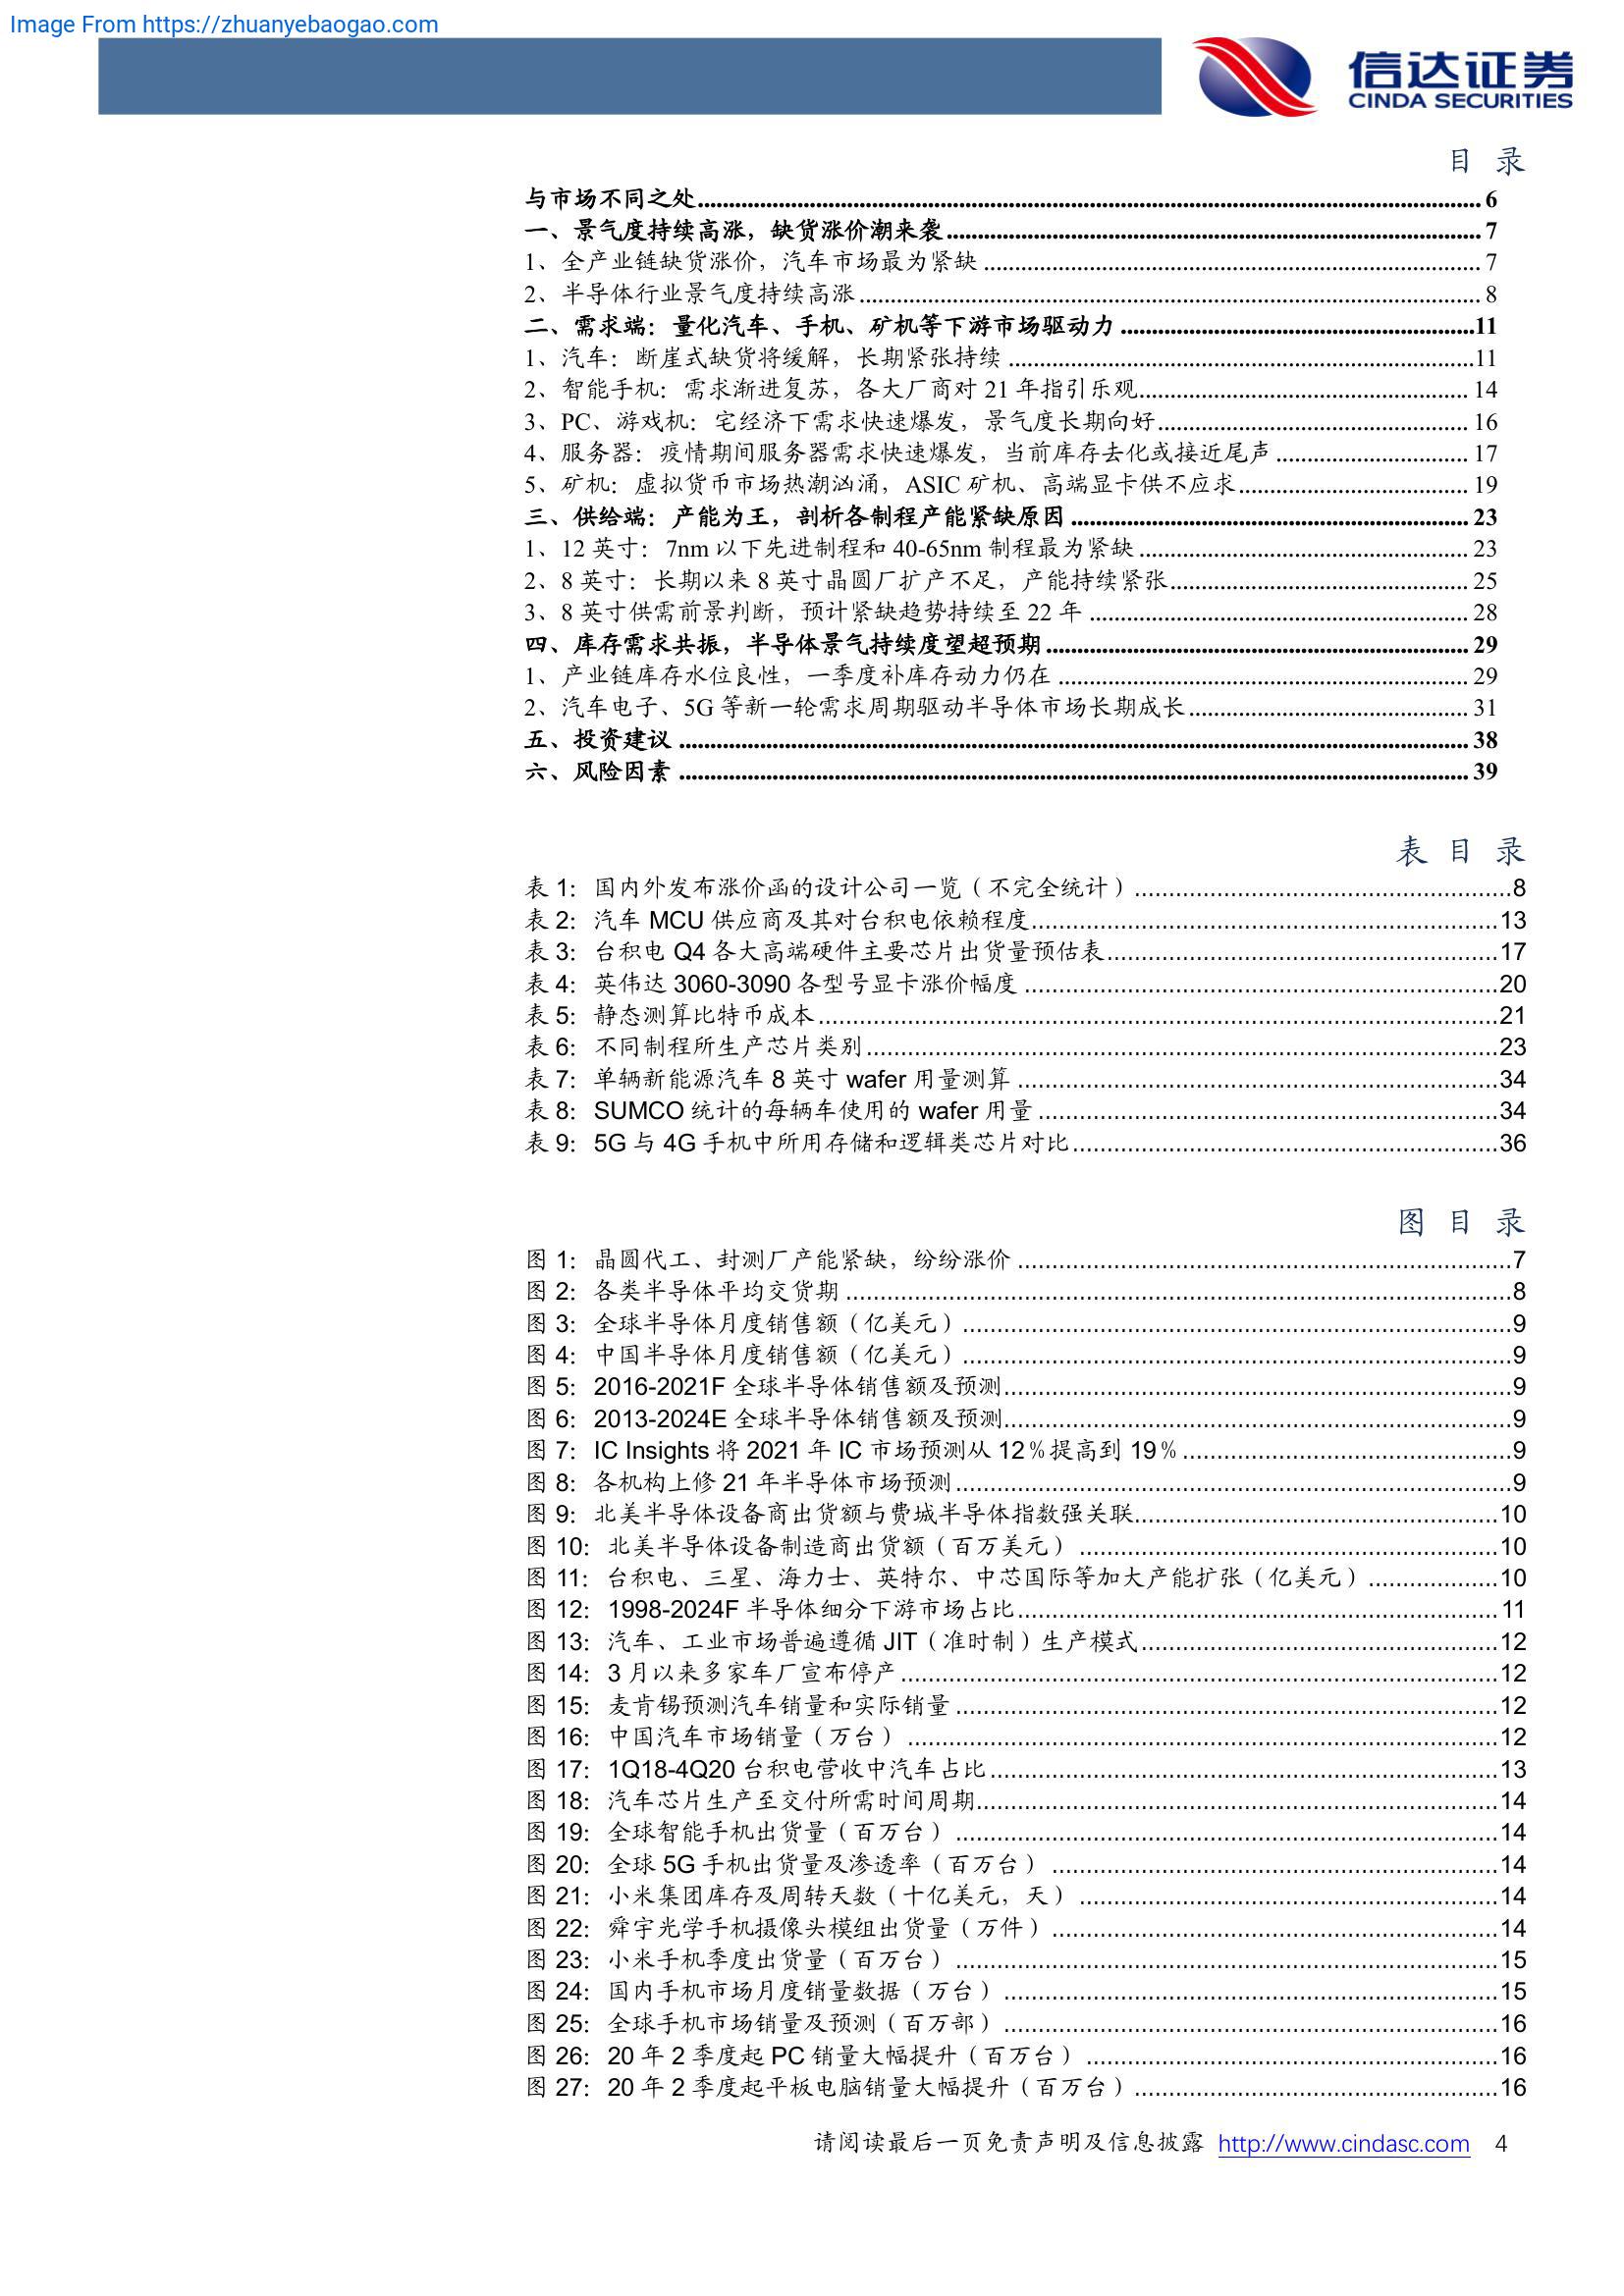 Image From https://zhuanyebaogao.com
信达证券
CINDA SECURITIES
目 录
与市场不同之处 6
一、景气度持续高涨，缺货涨价潮来袭 7
1、全产业链缺货涨价，汽车市场最为紧缺 7
2、半导体行业景气度持续高涨 8
二、需求端：量化汽车、手机、矿机等下游市场驱动力 11
1、汽车：断崖式缺货将缓解，长期紧张持续 11
2、智能手机：需求渐进复苏，各大厂商对 21 年指引乐观 14
3、PC、游戏机：宅经济下需求快速爆发，景气度长期向好 16
4、服务器：疫情期间服务器需求快速爆发，当前库存去化或接近尾声 17
5、矿机：虚拟货币市场热潮汹涌，ASIC 矿机、高端显卡供不应求 19
三、供给端：产能为王，剖析各制程产能紧缺原因 23
1、12 英寸：7nm 以下先进制程和 40-65nm 制程最为紧缺 23
2、8 英寸：长期以来 8 英寸晶圆厂扩产不足，产能持续紧张 25
3、8 英寸供需前景判断，预计紧缺趋势持续至 22 年 28
四、库存需求共振，半导体景气持续度望超预期 29
1、产业链库存水位良性，一季度补库存动力仍在 29
2、汽车电子、5G 等新一轮需求周期驱动半导体市场长期成长 31
五、投资建议 38
六、风险因素 39
表 目 录
表 1：国内外发布涨价函的设计公司一览（不完全统计） 8
表 2：汽车 MCU 供应商及其对台积电依赖程度 13
表 3：台积电 Q4 各大高端硬件主要芯片出货量预估表 17
表 4：英伟达 3060-3090 各型号显卡涨价幅度 20
表 5：静态测算比特币成本 21
表 6：不同制程所生产芯片类别 23
表 7：单辆新能源汽车 8 英寸 wafer 用量测算 34
表 8：SUMCO 统计的每辆车使用的 wafer 用量 34
表 9：5G 与 4G 手机中所用存储和逻辑类芯片对比 36
图 目 录
图 1：晶圆代工、封测厂产能紧缺，纷纷涨价 7
图 2：各类半导体平均交货期 8
图 3：全球半导体月度销售额（亿美元） 9
图 4：中国半导体月度销售额（亿美元） 9
图 5：2016-2021F 全球半导体销售额及预测 9
图 6：2013-2024E 全球半导体销售额及预测 9
图 7：IC Insights 将 2021 年 IC 市场预测从 12％提高到 19％ 9
图 8：各机构上修 21 年半导体市场预测 9
图 9：北美半导体设备商出货额与费城半导体指数强关联 10
图 10：北美半导体设备制造商出货额（百万美元） 10
图 11：台积电、三星、海力士、英特尔、中芯国际等加大产能扩张（亿美元） 10
图 12：1998-2024F 半导体细分下游市场占比 11
图 13：汽车、工业市场普遍遵循 JIT（准时制）生产模式 12
图 14：3 月以来多家车厂宣布停产 12
图 15：麦肯锡预测汽车销量和实际销量 12
图 16：中国汽车市场销量（万台） 12
图 17：1Q18-4Q20 台积电营收中汽车占比 13
图 18：汽车芯片生产至交付所需时间周期 14
图 19：全球智能手机出货量（百万台） 14
图 20：全球 5G 手机出货量及渗透率（百万台） 14
图 21：小米集团库存及周转天数（十亿美元，天） 14
图 22：舜宇光学手机摄像头模组出货量（万件） 14
图 23：小米手机季度出货量（百万台） 15
图 24：国内手机市场月度销量数据（万台） 15
图 25：全球手机市场销量及预测（百万部） 16
图 26：20 年 2 季度起 PC 销量大幅提升（百万台） 16
图 27：20 年 2 季度起平板电脑销量大幅提升（百万台） 16
请阅读最后一页免责声明及信息披露 http://www.cindasc.com 4